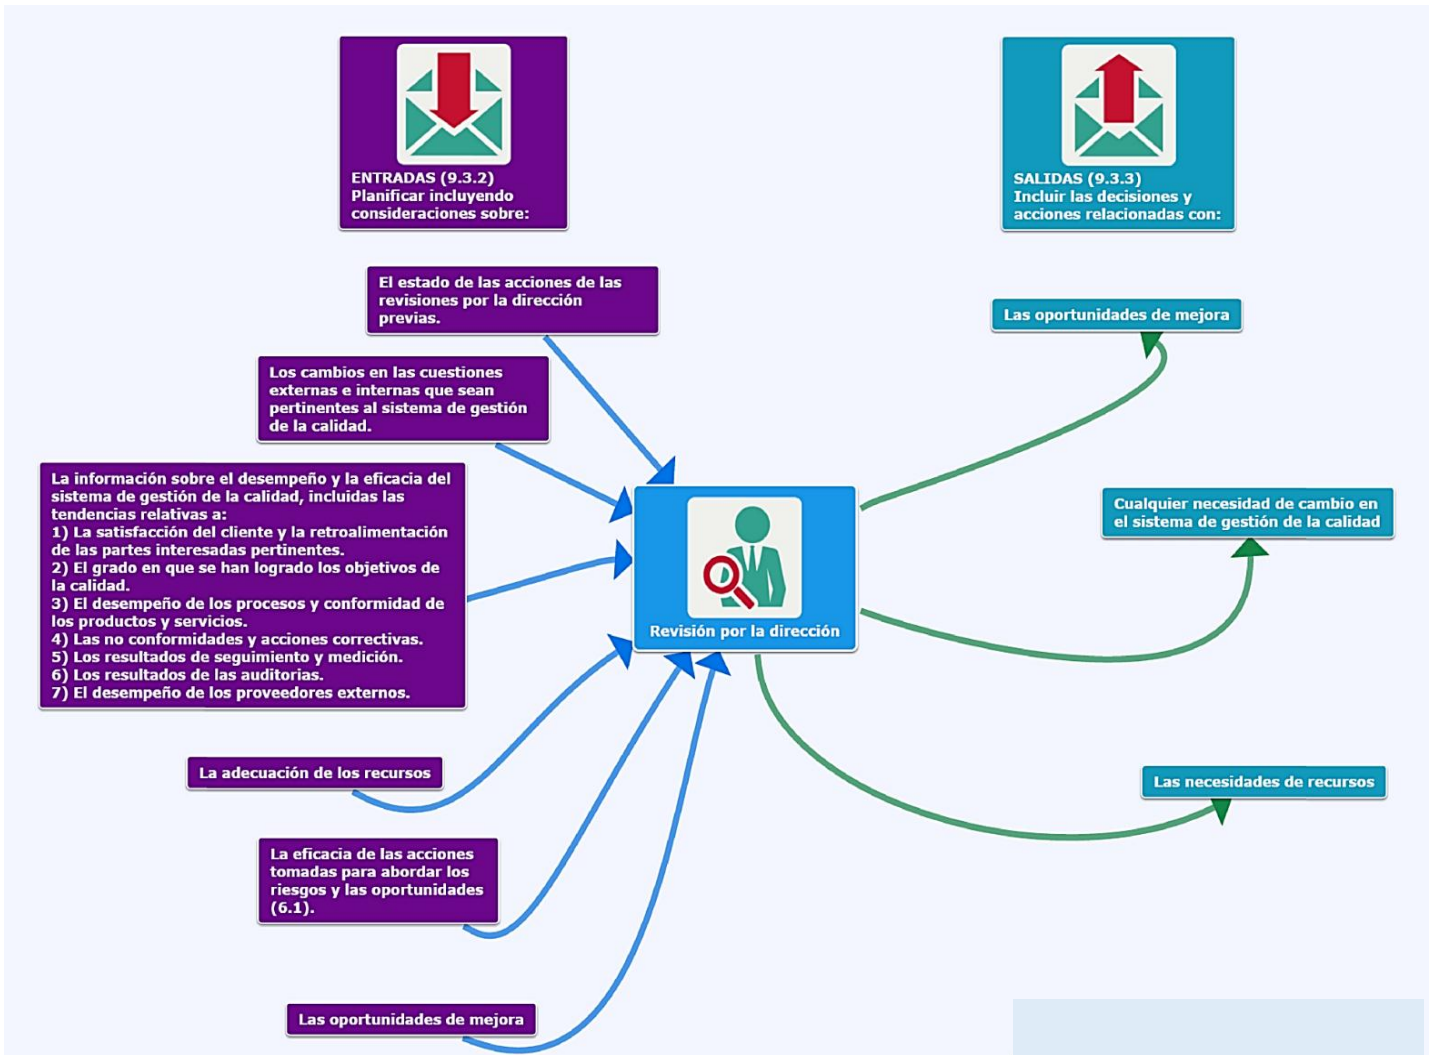 ENTRADAS (9.3.2)
Planificar incluyendo
consideraciones sobre:
SALIDAS (9.3.3)
Incluir las decisiones y
acciones relacionadas con:
El estado de las acciones de las
revisiones por la dirección
previas.
Los cambios en las cuestiones
externas e internas que sean
pertinentes al sistema de gestión
de la calidad.
La información sobre el desempeño y la eficacia del
sistema de gestión de la calidad, incluidas las
tendencias relativas a:
1) La satisfacción del cliente y la retroalimentación
de las partes interesadas pertinentes.
2) El grado en que se han logrado los objetivos de
la calidad.
3) El desempeño de los procesos y conformidad de
los productos y servicios.
4) Las no conformidades y acciones correctivas.
5) Los resultados de seguimiento y medición.
6) Los resultados de las auditorias.
7) El desempeño de los proveedores externos.
La adecuación de los recursos
La eficacia de las acciones
tomadas para abordar los
riesgos y las oportunidades
(6.1).
Las oportunidades de mejora
Revisión por la dirección
Las oportunidades de mejora
Cualquier necesidad de cambio en
el sistema de gestión de la calidad
Las necesidades de recursos